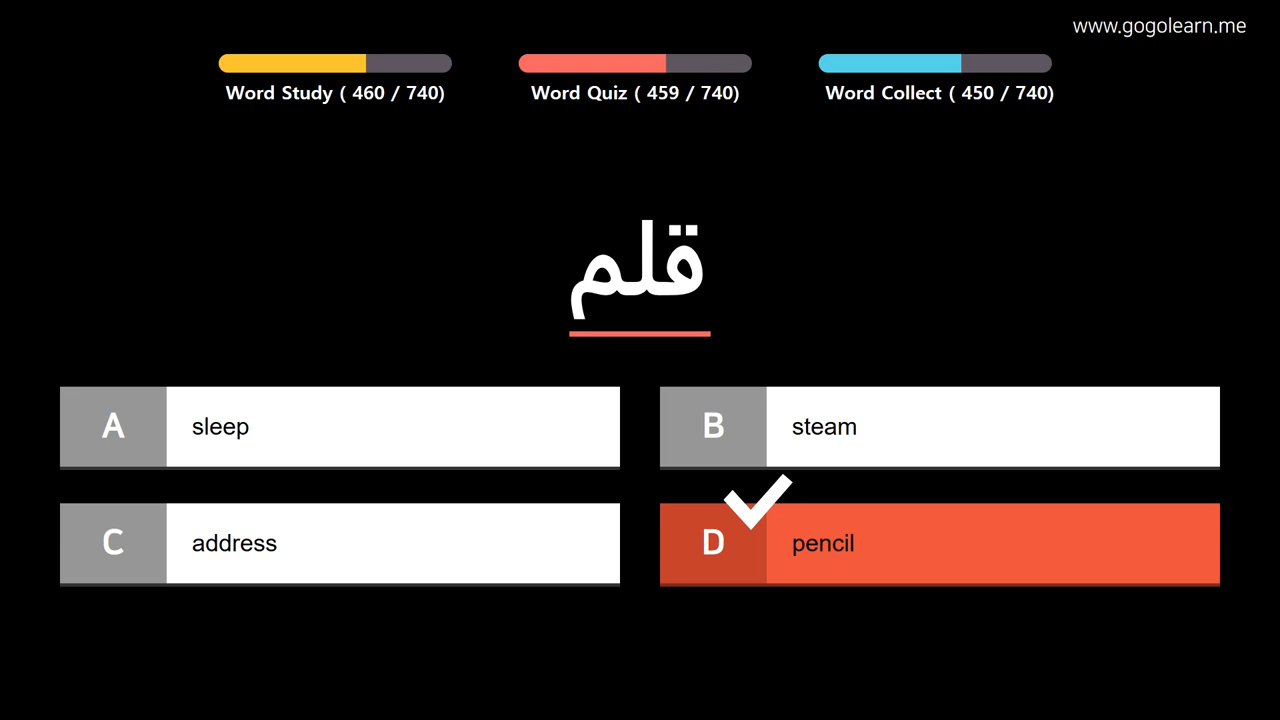 www.gogolearn.me
Word Study ( 460 / 740)
Word Quiz ( 459 / 740)
Word Collect ( 450 / 740)
قلم
A sleep
B steam
C address
D pencil